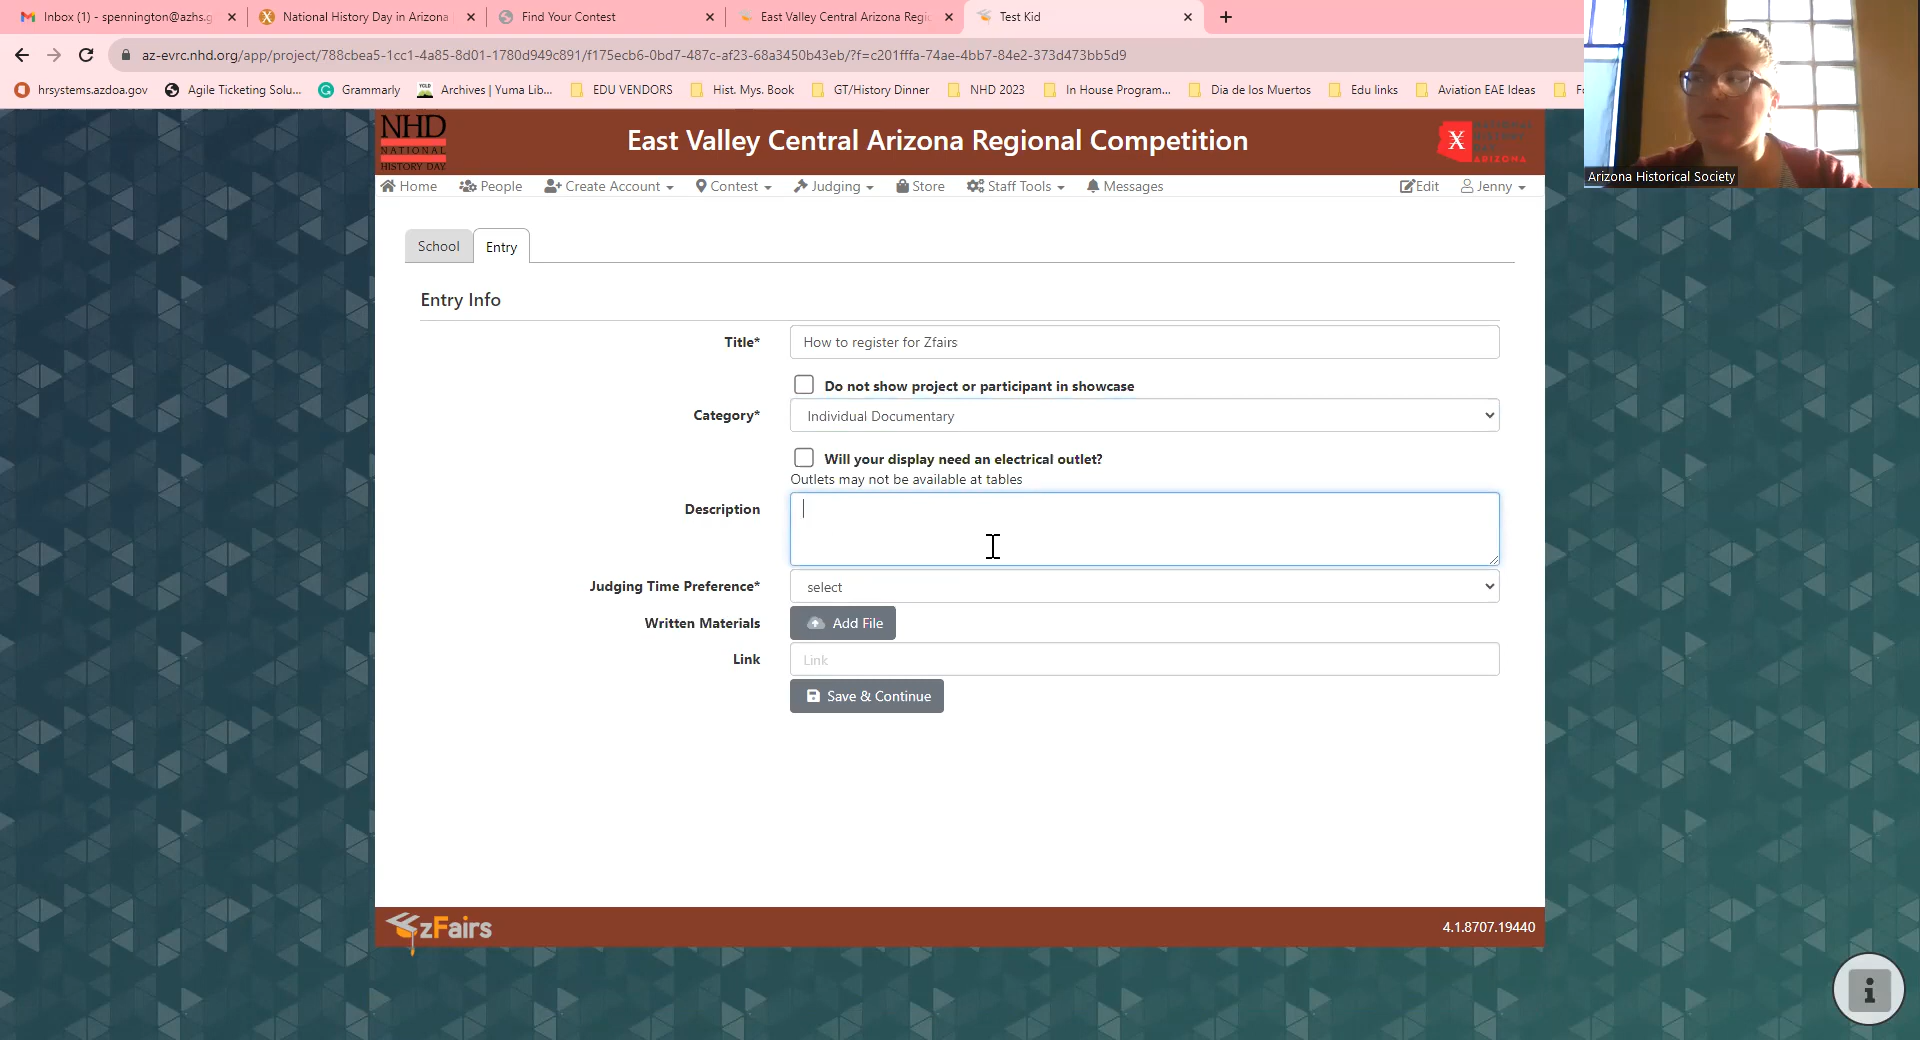 Inbox (1) - spennington@azhs.g
National History Day in Arizona
Find Your Contest
East Valley Central Arizona Regi
Test Kid
az-evrc.nhd.org/app/project/788cbea5-1cc1-4a85-8d01-1780d949c891/f175ecb6-0bd7-487c-af23-68a3450b43eb/?f=c201fffa-74ae-4bb7-84e2-373d473bb5d9
hrsystems.azdoa.gov
Agile Ticketing Solu...
Grammarly
Archives | Yuma Lib...
EDU VENDORS
Hist. Mys. Book
GT/History Dinner
NHD 2023
In House Program...
Dia de los Muertos
Edu links
Aviation EAE Ideas
Arizona Historical Society
NHD
NATIONAL
HISTORY DAY
East Valley Central Arizona Regional Competition
X
NATIONAL
HISTORY
DAY
ARIZONA
Home
People
Create Account
Contest
Judging
Store
Staff Tools
Messages
Edit
Jenny
School
Entry
Entry Info
Title*
How to register for Zfairs
Do not show project or participant in showcase
Category*
Individual Documentary
Will your display need an electrical outlet?
Outlets may not be available at tables
Description
Judging Time Preference*
select
Written Materials
Add File
Link
Link
Save & Continue
zFairs
4.1.8707.19440